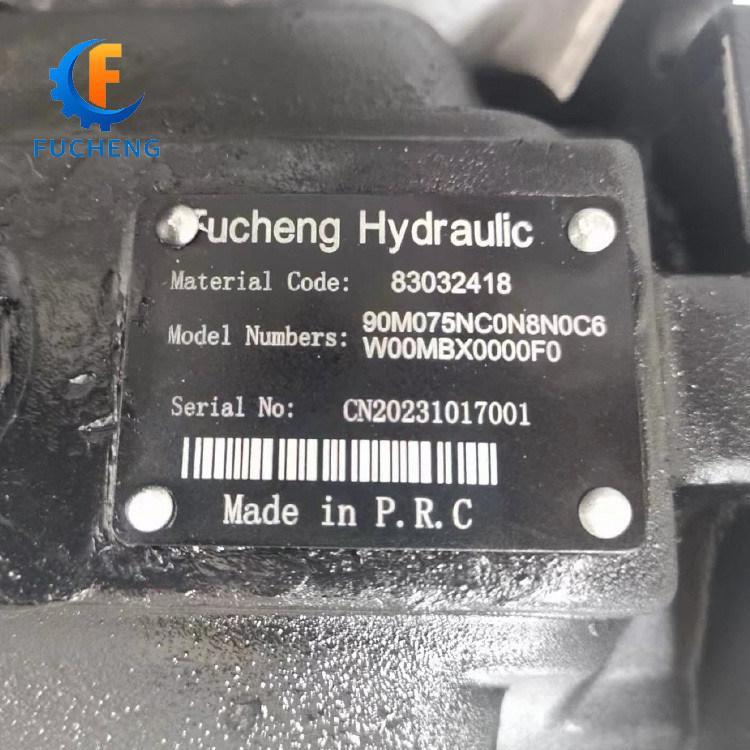 FUCHENG
Fucheng Hydraulic
Material Code: 83032418
Model Numbers: 90M075NC0N8N0C6
W00MBX0000F0
Serial No: CN20231017001
Made in P.R.C